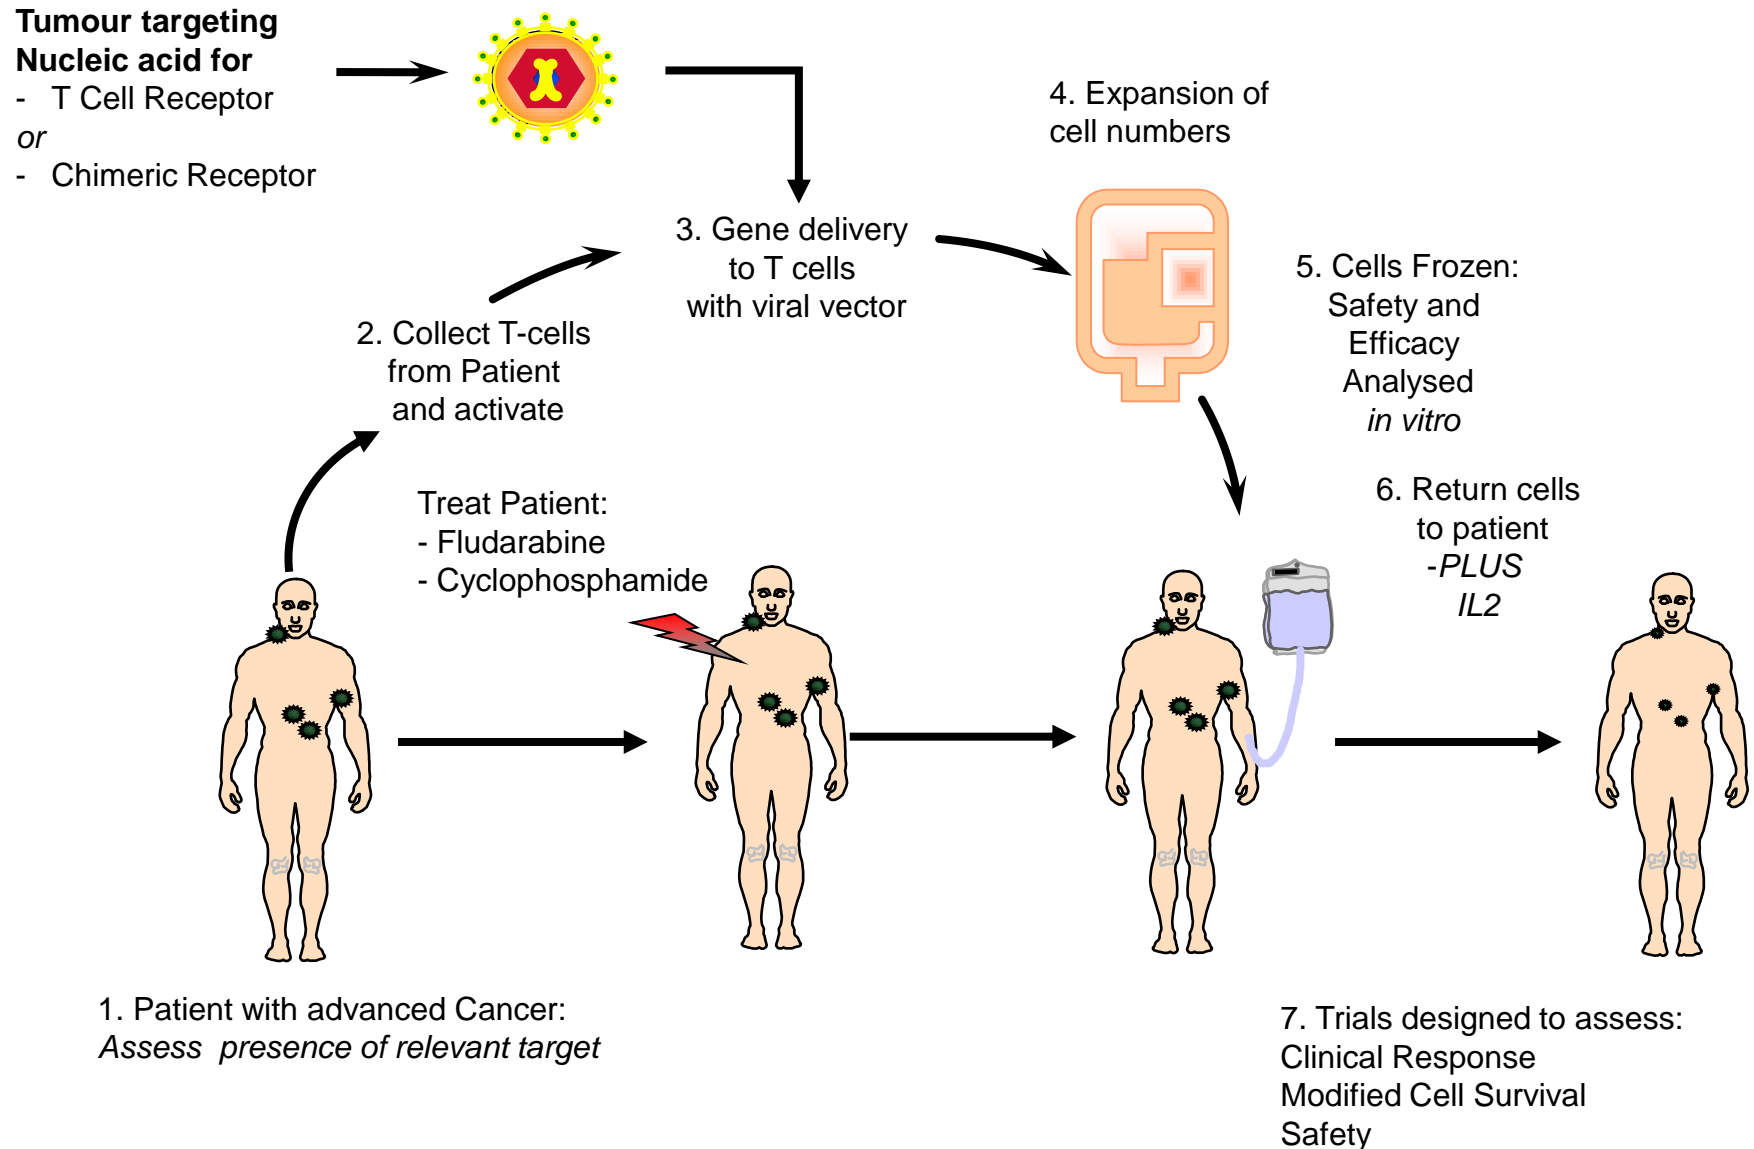 Tumour targeting
Nucleic acid for
- T Cell Receptor
or
- Chimeric Receptor
4. Expansion of
cell numbers
3. Gene delivery
to T cells
with viral vector
5. Cells Frozen:
Safety and
Efficacy
Analysed
in vitro
2. Collect T-cells
from Patient
and activate
Treat Patient:
- Fludarabine
- Cyclophosphamide
6. Return cells
to patient
-PLUS
IL2
1. Patient with advanced Cancer:
Assess presence of relevant target
7. Trials designed to assess:
Clinical Response
Modified Cell Survival
Safety